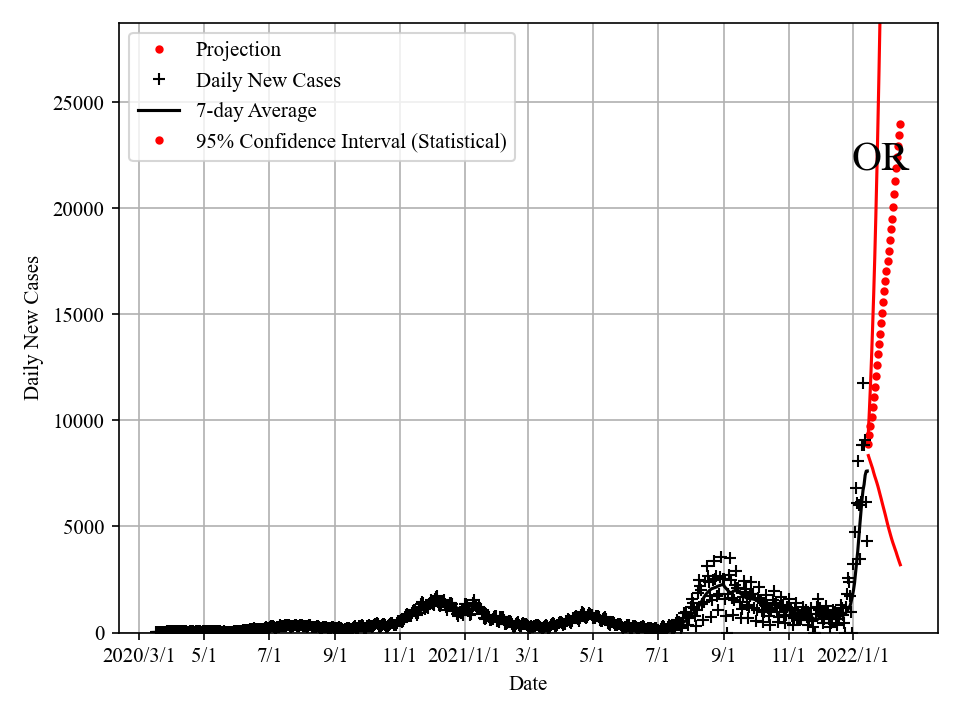 Projection
Daily New Cases
7-day Average
95% Confidence Interval (Statistical)
OR
25000
20000
15000
10000
5000
0
Daily New Cases
2020/3/1 5/1 7/1 9/1 11/1 2021/1/1 3/1 5/1 7/1 9/1 11/1 2022/1/1
Date